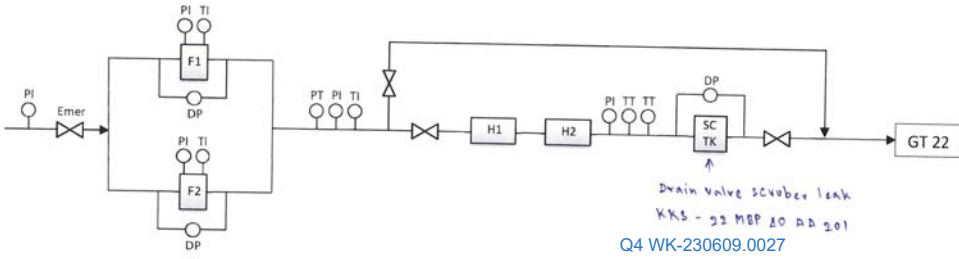 PI TI
F1
DP
PI
Emer
PI TI
F2
DP
PT PI TI
H1
H2
PI TT TT
DP
SC
TK
GT 22
Drain valve scruber leak
KKS - 22 MBP 10 AA 201
Q4 WK-230609.0027